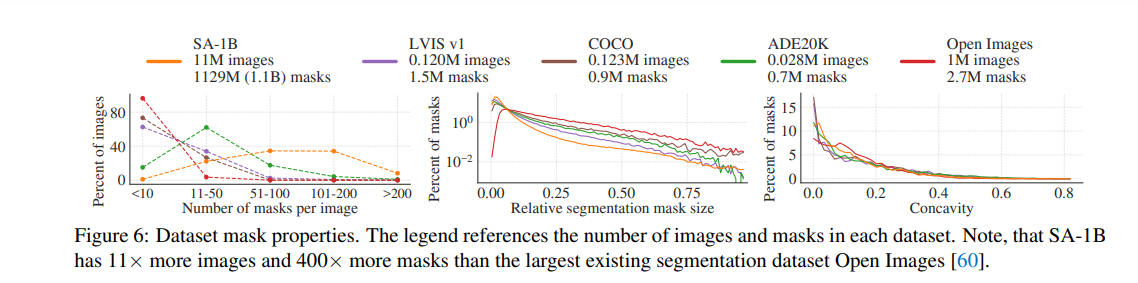 SA-1B
11M images
1129M (1.1B) masks
LVIS v1
0.120M images
1.5M masks
COCO
0.123M images
0.9M masks
ADE20K
0.028M images
0.7M masks
Open Images
1M images
2.7M masks
Percent of images
80
40
0
<10 11-50 51-100 101-200 >200
Number of masks per image
Percent of masks
10⁰
10⁻²
0.00 0.25 0.50 0.75
Relative segmentation mask size
Percent of masks
15
10
5
0
0.0 0.2 0.4 0.6 0.8
Concavity
Figure 6: Dataset mask properties. The legend references the number of images and masks in each dataset. Note, that SA-1B
has 11× more images and 400× more masks than the largest existing segmentation dataset Open Images [60].